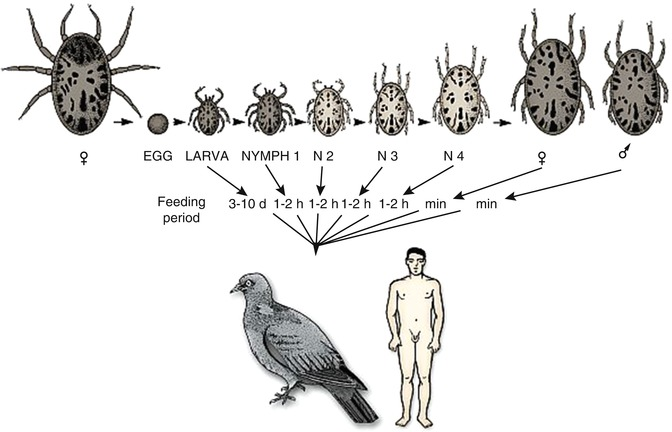 ♀ EGG LARVA NYMPH 1 N 2 N 3 N 4 ♀ ♂
Feeding period 3-10 d 1-2 h 1-2 h 1-2 h 1-2 h min min